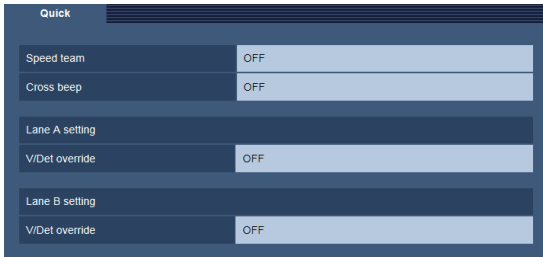 Quick
Speed team OFF
Cross beep OFF
Lane A setting
V/Det override OFF
Lane B setting
V/Det override OFF